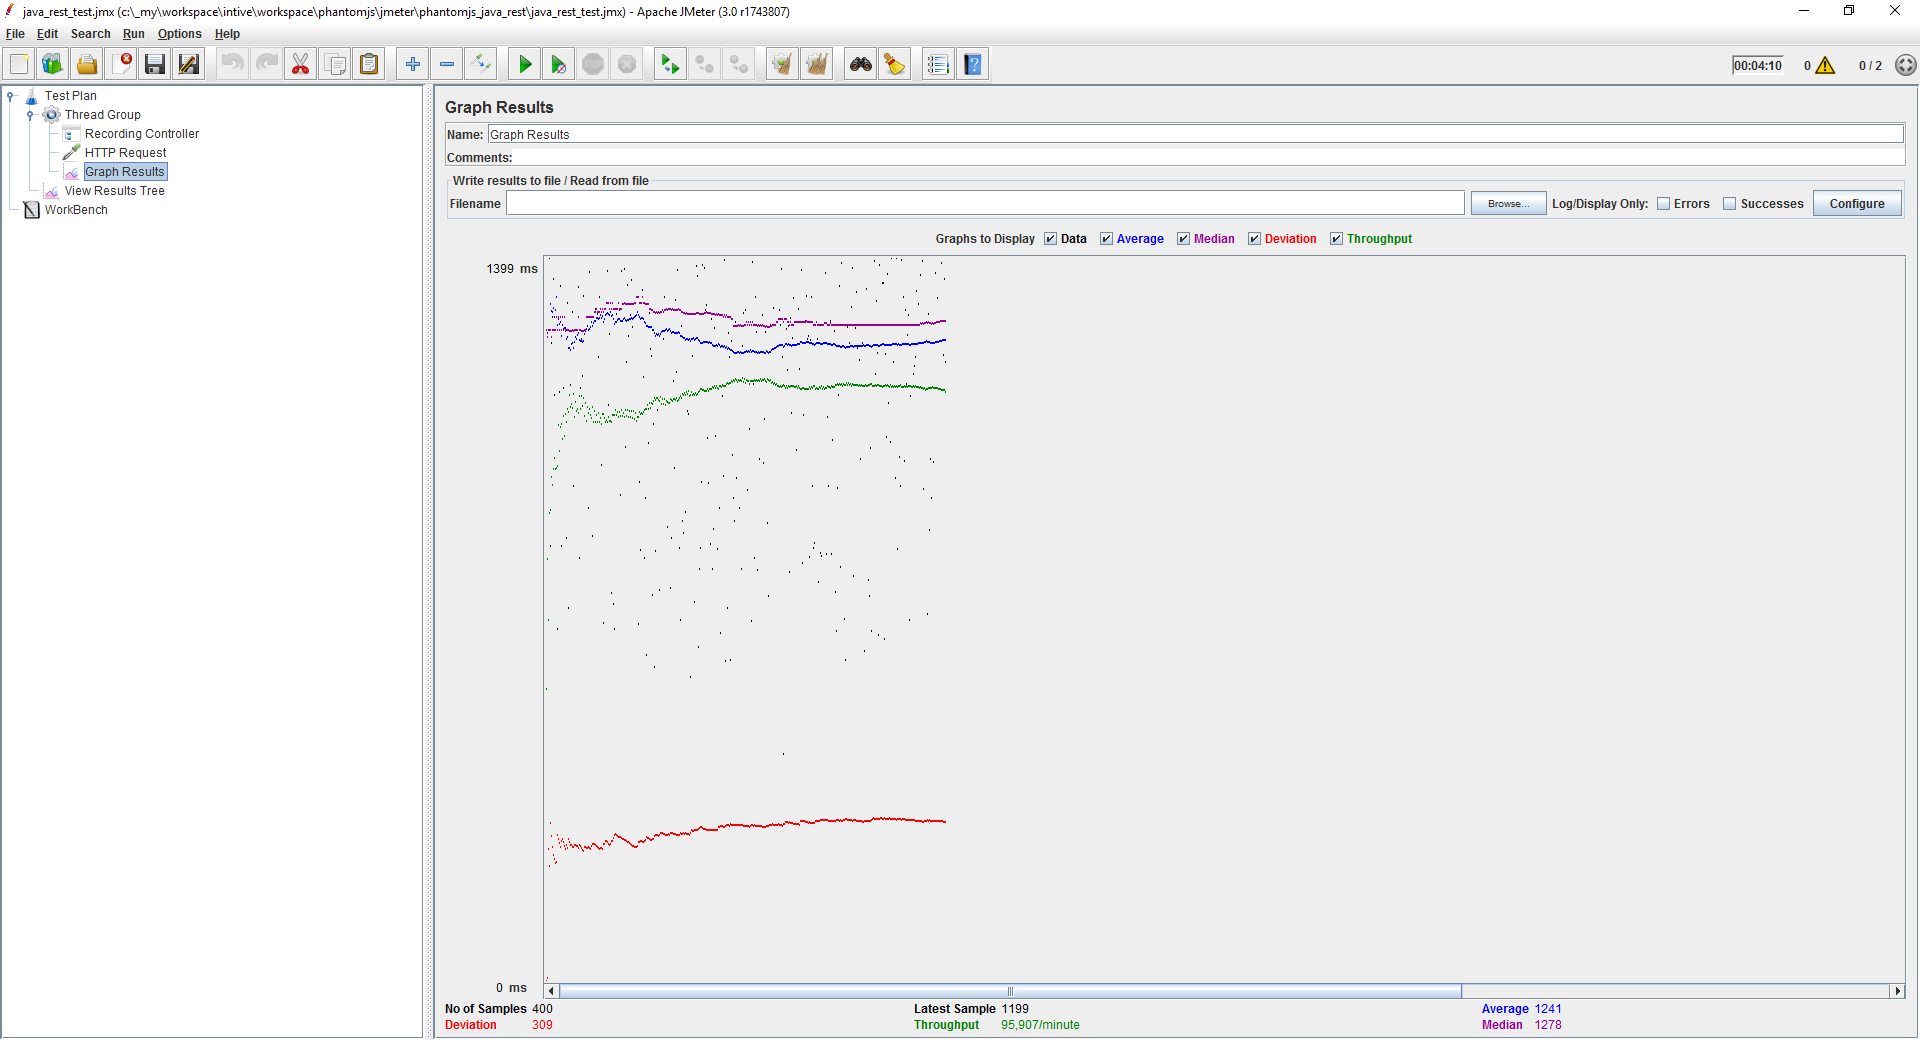 java_rest_test.jmx (c:\_my\workspace\intive\workspace\phantomjs\jmeter\phantomjs_java_rest\java_rest_test.jmx) - Apache JMeter (3.0 r1743807)
File Edit Search Run Options Help
STOP
00:04:10 0 0 / 2
Test Plan
Thread Group
Recording Controller
HTTP Request
Graph Results
View Results Tree
WorkBench
Graph Results
Name: Graph Results
Comments:
Write results to file / Read from file
Filename Browse... Log/Display Only: Errors Successes Configure
Graphs to Display Data Average Median Deviation Throughput
1399 ms
0 ms
No of Samples 400 Latest Sample 1199 Average 1241
Deviation 309 Throughput 95,907/minute Median 1278